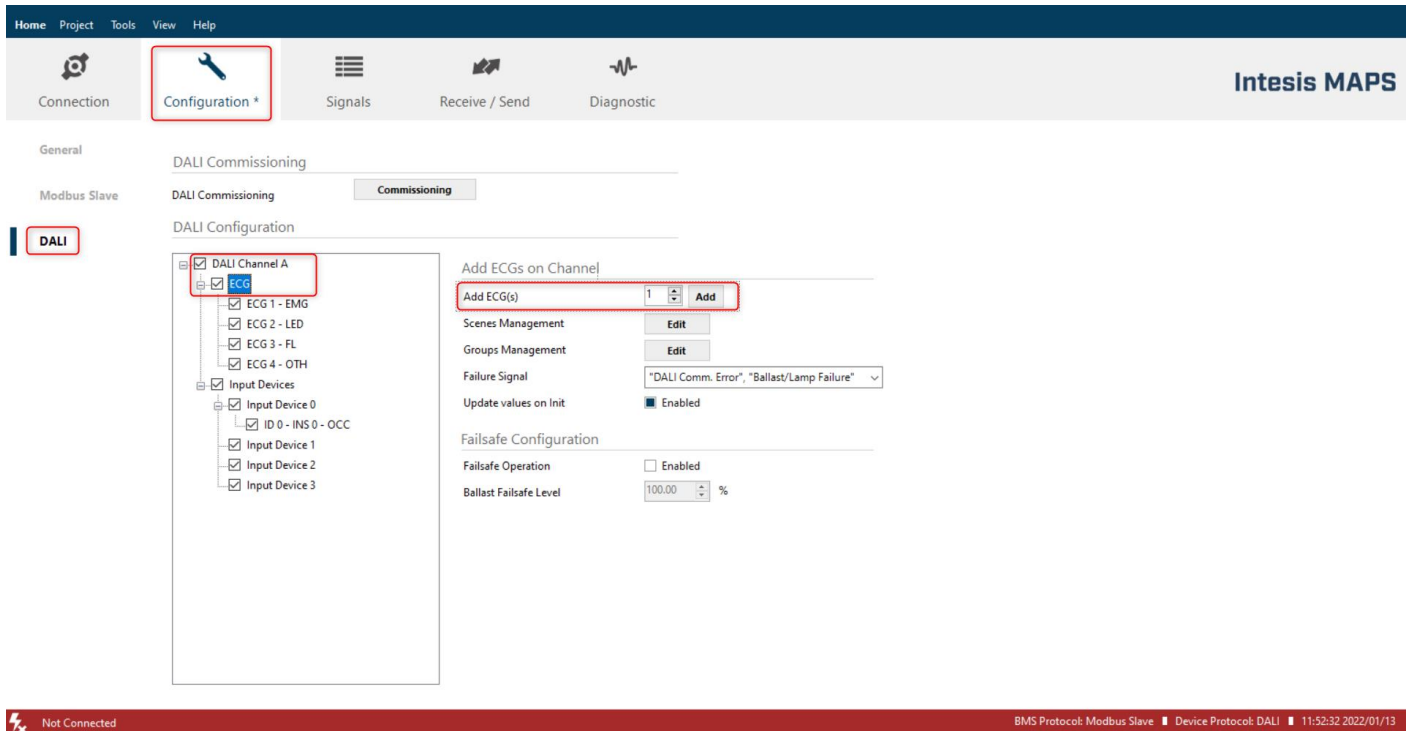 Home Project Tools View Help
Connection
Configuration *
Signals
Receive / Send
Diagnostic
Intesis MAPS
General
Modbus Slave
DALI
DALI Commissioning
DALI Commissioning Commissioning
DALI Configuration
DALI Channel A
ECG
ECG 1 - EMG
ECG 2 - LED
ECG 3 - FL
ECG 4 - OTH
Input Devices
Input Device 0
ID 0 - INS 0 - OCC
Input Device 1
Input Device 2
Input Device 3
Add ECGs on Channel
Add ECG(s) 1 Add
Scenes Management Edit
Groups Management Edit
Failure Signal "DALI Comm. Error", "Ballast/Lamp Failure"
Update values on Init Enabled
Failsafe Configuration
Failsafe Operation Enabled
Ballast Failsafe Level 100.00 %
Not Connected
BMS Protocol: Modbus Slave Device Protocol: DALI 11:52:32 2022/01/13